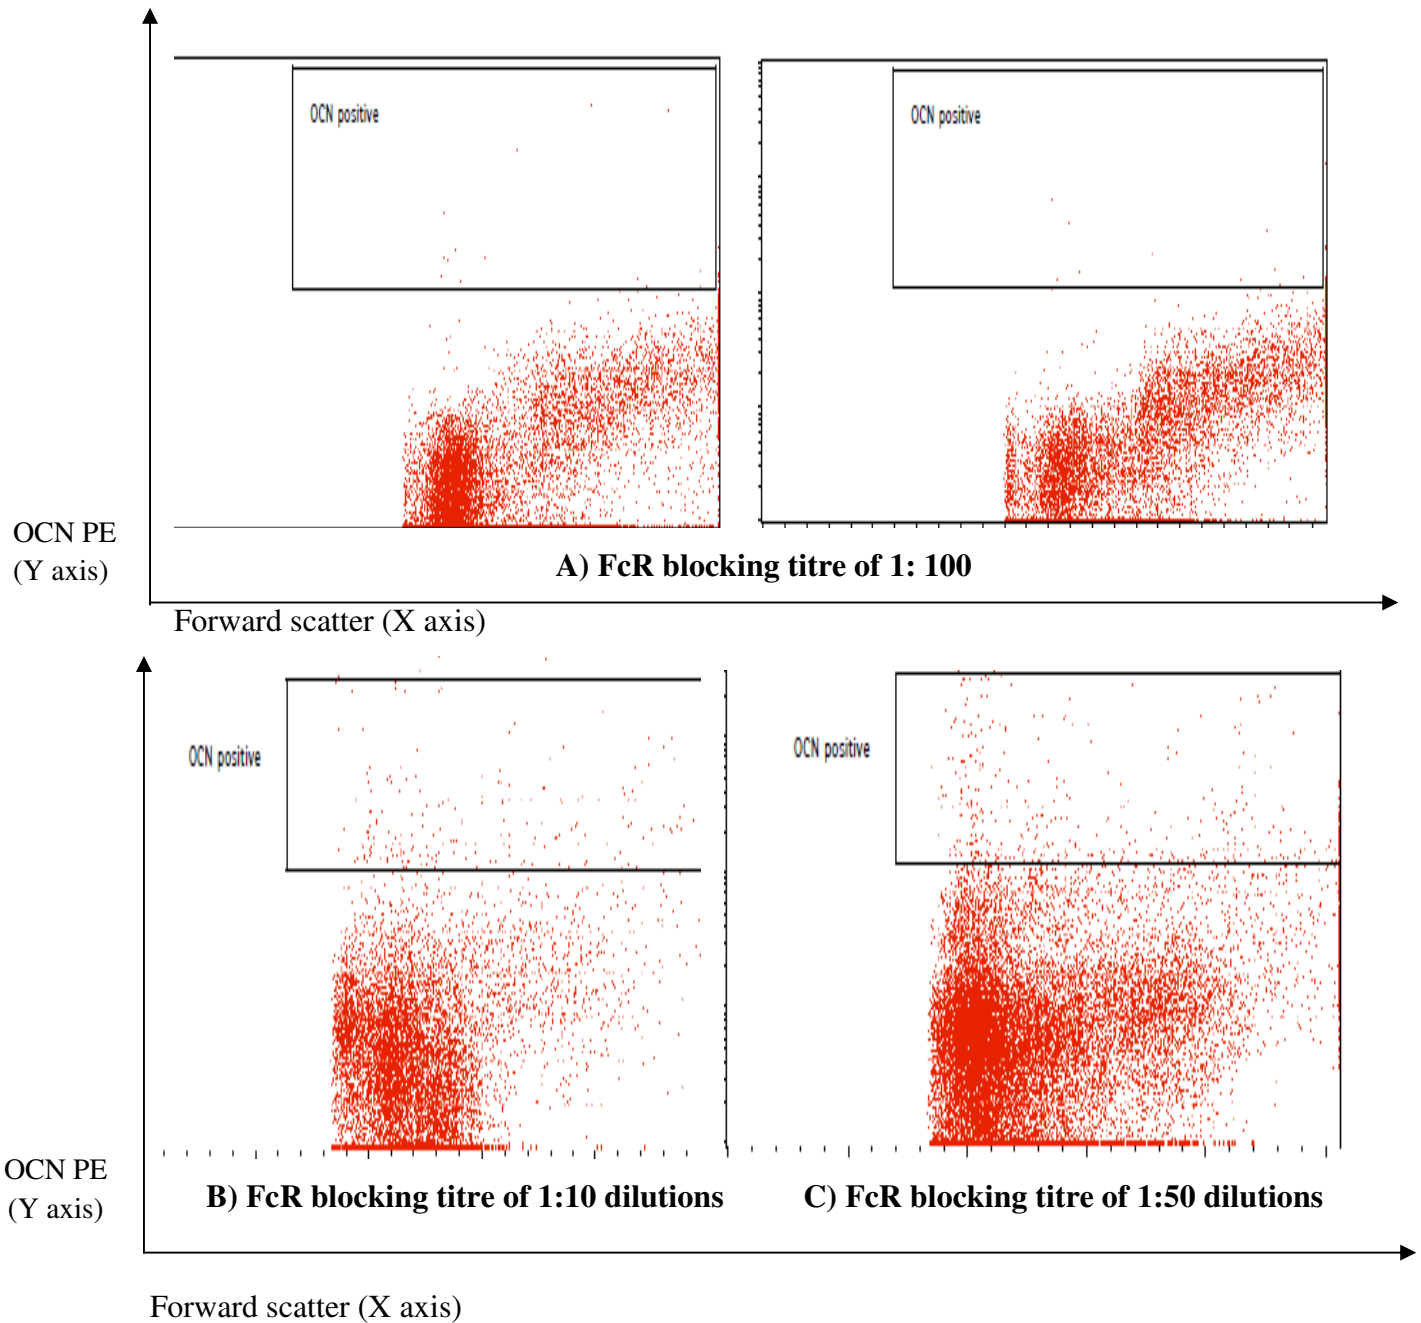 OCN positive
OCN positive
OCN PE
(Y axis)
A) FcR blocking titre of 1: 100
Forward scatter (X axis)
OCN positive
OCN positive
OCN PE
(Y axis)
B) FcR blocking titre of 1:10 dilutions
C) FcR blocking titre of 1:50 dilutions
Forward scatter (X axis)